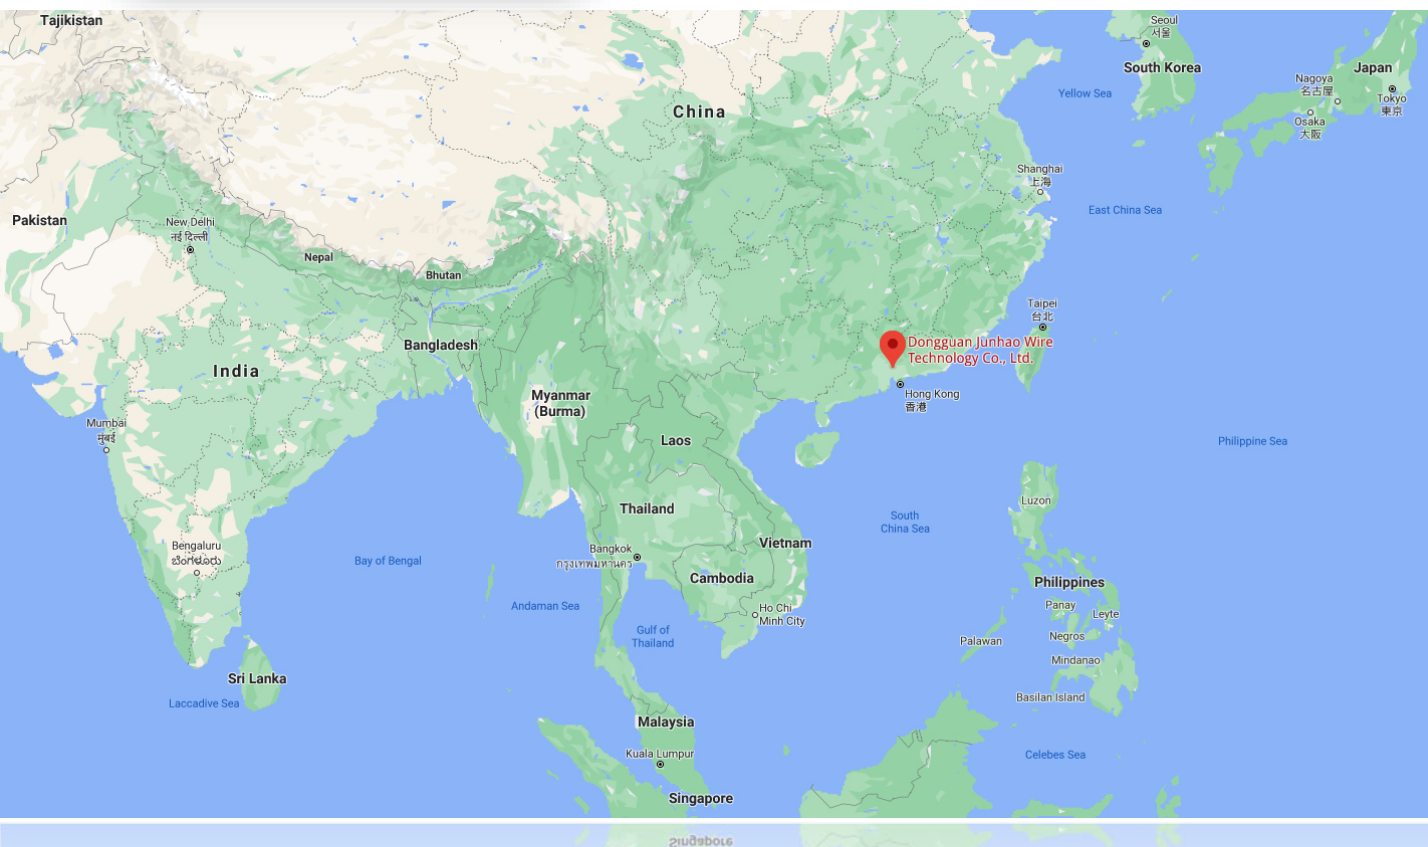 Tajikistan
Seoul
서울
South Korea
Japan
Nagoya
名古屋
Tokyo
東京
Osaka
大阪
Yellow Sea
China
Shanghai
上海
East China Sea
Pakistan
New Delhi
नई दिल्ली
Nepal
Bhutan
Taipei
台北
Bangladesh
Dongguan Junhao Wire
Technology Co., Ltd.
India
Hong Kong
香港
Myanmar
(Burma)
Mumbai
मुंबई
Laos
Philippine Sea
Luzon
Thailand
South
China Sea
Vietnam
Bengaluru
ಬೆಂಗಳೂರು
Bangkok
กรุงเทพมหานคร
Bay of Bengal
Cambodia
Philippines
Andaman Sea
Ho Chi
Minh City
Panay
Leyte
Gulf of
Thailand
Palawan
Negros
Mindanao
Sri Lanka
Basilan Island
Laccadive Sea
Malaysia
Kuala Lumpur
Celebes Sea
Singapore
Singapore